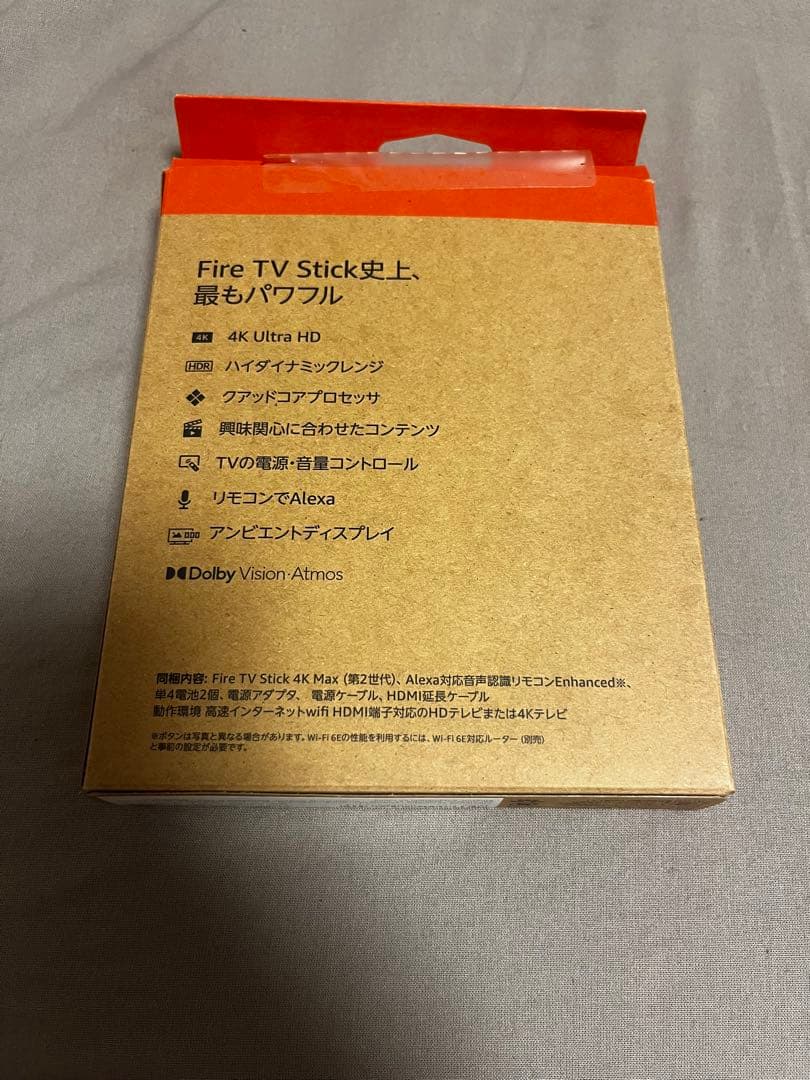 Fire TV Stick史上、
最もパワフル
4K 4K Ultra HD
HDR ハイダイナミックレンジ
クアッドコアプロセッサ
興味関心に合わせたコンテンツ
TVの電源・音量コントロール
リモコンでAlexa
アンビエントディスプレイ
Dolby Vision·Atmos
同梱内容: Fire TV Stick 4K Max (第2世代)、Alexa対応音声認識リモコンEnhanced※、
単4電池2個、電源アダプタ、 電源ケーブル、HDMI延長ケーブル
動作環境 高速インターネットwifi HDMI端子対応のHDテレビまたは4Kテレビ
※ボタンは写真と異なる場合があります。Wi-Fi 6Eの性能を利用するには、Wi-Fi 6E対応ルーター (別売)
と事前の設定が必要です。